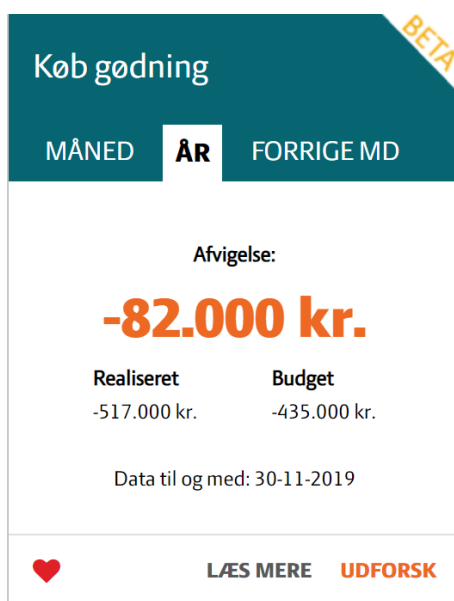 BETA
Køb gødning
MÅNED ÅR FORRIGE MD
Afvigelse:
-82.000 kr.
Realiseret Budget
-517.000 kr. -435.000 kr.
Data til og med: 30-11-2019
LÆS MERE UDFORSK